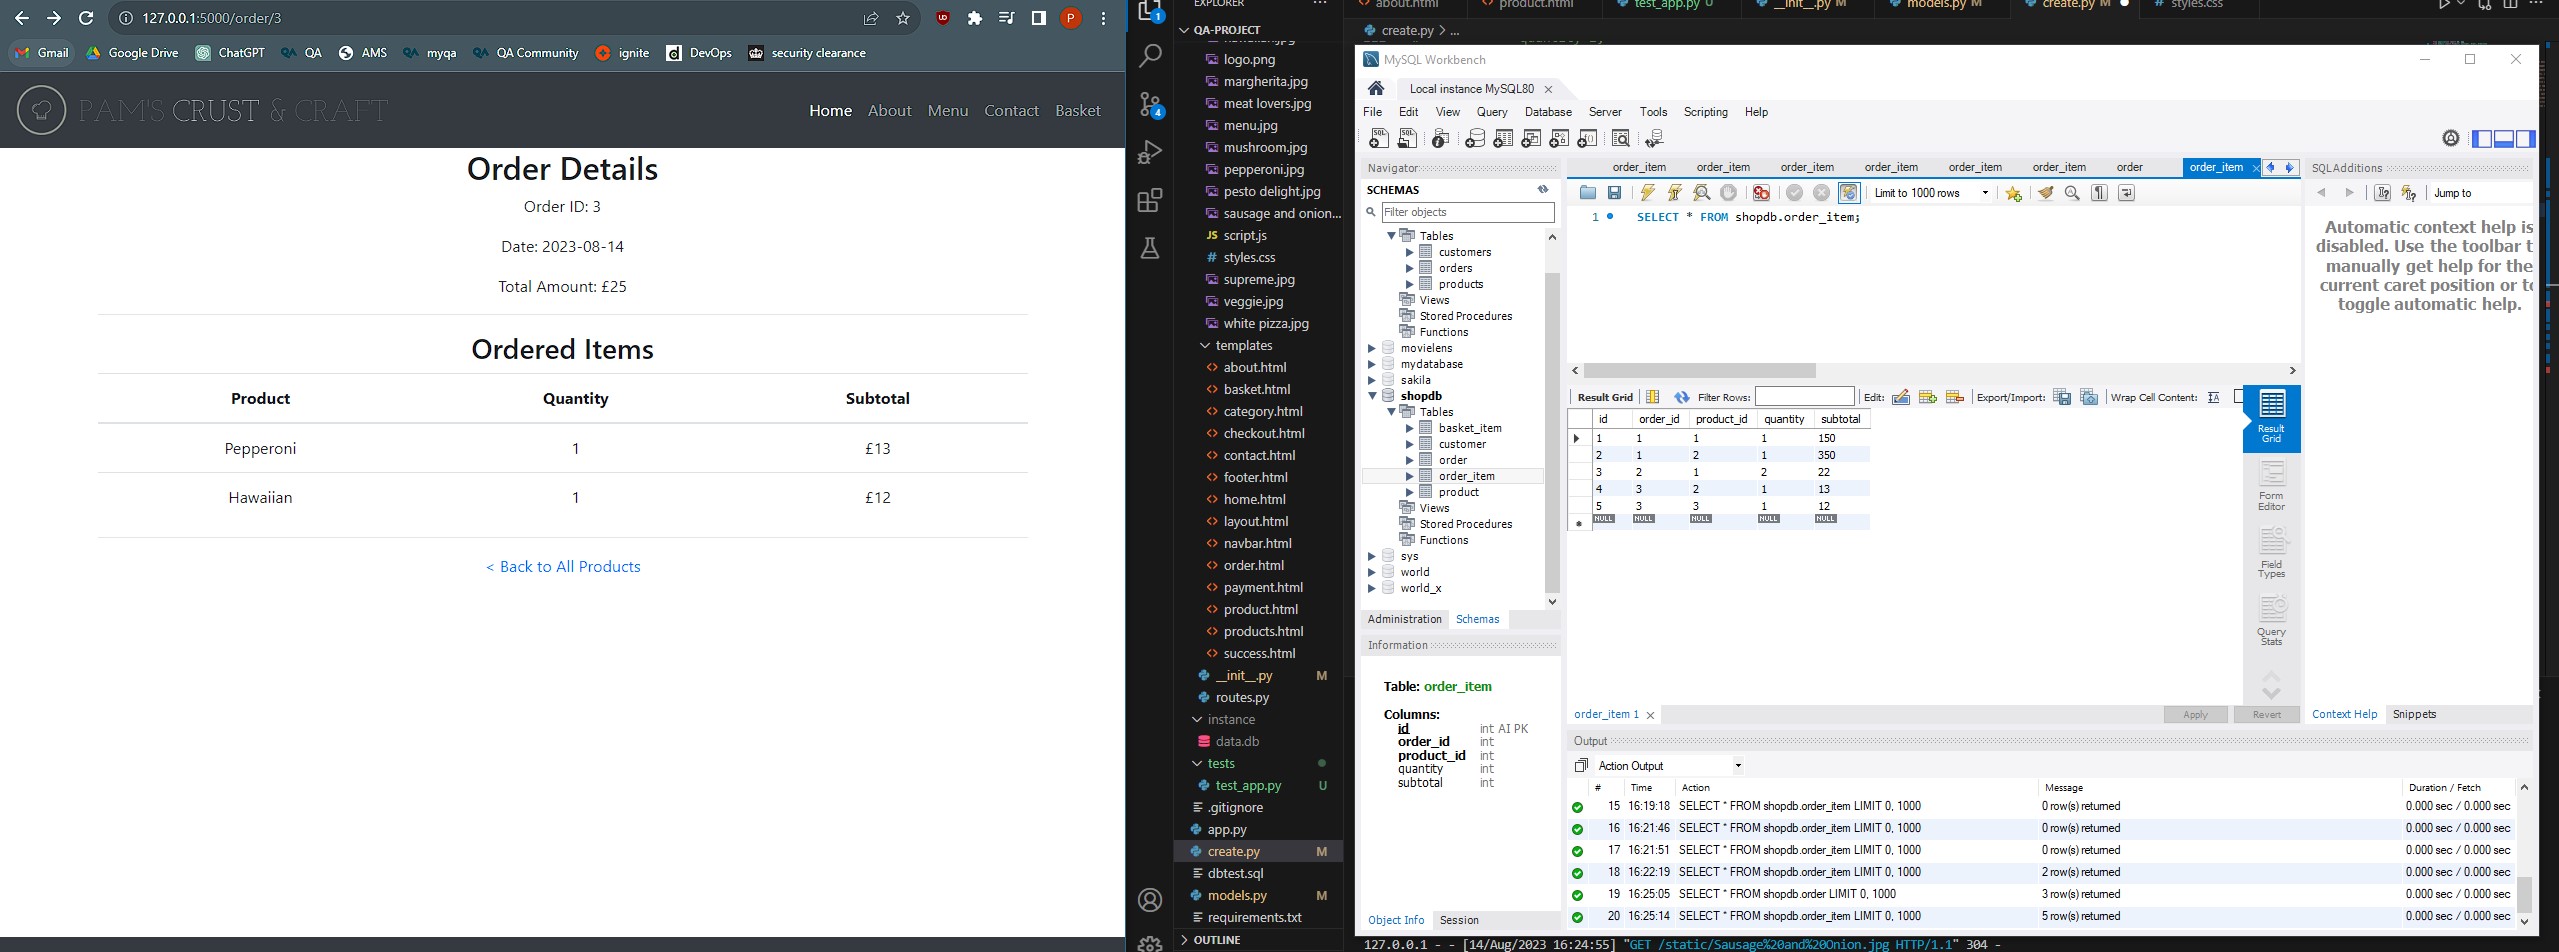 127.0.0.1:5000/order/3
Gmail Google Drive ChatGPT QA AMS myqa QA Community ignite DevOps security clearance
PAM'S CRUST & CRAFT
Home About Menu Contact Basket
Order Details
Order ID: 3
Date: 2023-08-14
Total Amount: £25
Ordered Items
Product Quantity Subtotal
Pepperoni 1 £13
Hawaiian 1 £12
< Back to All Products
EXPLORER ...
QA-PROJECT
logo.png
margherita.jpg
meat lovers.jpg
menu.jpg
mushroom.jpg
pepperoni.jpg
pesto delight.jpg
sausage and onion...
JS script.js
# styles.css
supreme.jpg
veggie.jpg
white pizza.jpg
templates
about.html
basket.html
category.html
checkout.html
contact.html
footer.html
home.html
layout.html
navbar.html
order.html
payment.html
product.html
products.html
success.html
__init__.py M
routes.py
instance
data.db
tests
test_app.py U
.gitignore
app.py
create.py M
dbtest.sql
models.py M
requirements.txt
OUTLINE
about.html product.html test_app.py U __init__.py M models.py M create.py M # styles.css
create.py > ...
MySQL Workbench
Local instance MySQL80
File Edit View Query Database Server Tools Scripting Help
Navigator
SCHEMAS
Filter objects
Tables
customers
orders
products
Views
Stored Procedures
Functions
movielens
mydatabase
sakila
shopdb
Tables
basket_item
customer
order
order_item
product
Views
Stored Procedures
Functions
sys
world
world_x
Administration Schemas
Information
Table: order_item
Columns:
id int AI PK
order_id int
product_id int
quantity int
subtotal int
Object Info Session
order_item order_item order_item order_item order_item order_item order order_item
Limit to 1000 rows
1 SELECT * FROM shopdb.order_item;
Result Grid Filter Rows: Edit: Export/Import: Wrap Cell Content:
id order_id product_id quantity subtotal
1 1 1 1 150
2 1 2 1 350
3 2 1 2 22
4 3 2 1 13
5 3 3 1 12
NULL NULL NULL NULL NULL
Result Grid
Form Editor
Field Types
Query Stats
order_item 1 Apply Revert
SQLAdditions
Jump to
Automatic context help is
disabled. Use the toolbar t
manually get help for the
current caret position or to
toggle automatic help.
Context Help Snippets
Output
Action Output
# Time Action Message Duration / Fetch
15 16:19:18 SELECT * FROM shopdb.order_item LIMIT 0, 1000 0 row(s) returned 0.000 sec / 0.000 sec
16 16:21:46 SELECT * FROM shopdb.order_item LIMIT 0, 1000 0 row(s) returned 0.000 sec / 0.000 sec
17 16:21:51 SELECT * FROM shopdb.order_item LIMIT 0, 1000 0 row(s) returned 0.000 sec / 0.000 sec
18 16:22:19 SELECT * FROM shopdb.order_item LIMIT 0, 1000 2 row(s) returned 0.000 sec / 0.000 sec
19 16:25:05 SELECT * FROM shopdb.order LIMIT 0, 1000 3 row(s) returned 0.000 sec / 0.000 sec
20 16:25:14 SELECT * FROM shopdb.order_item LIMIT 0, 1000 5 row(s) returned 0.000 sec / 0.000 sec
127.0.0.1 - - [14/Aug/2023 16:24:55] "GET /static/Sausage%20and%20Onion.jpg HTTP/1.1" 304 -